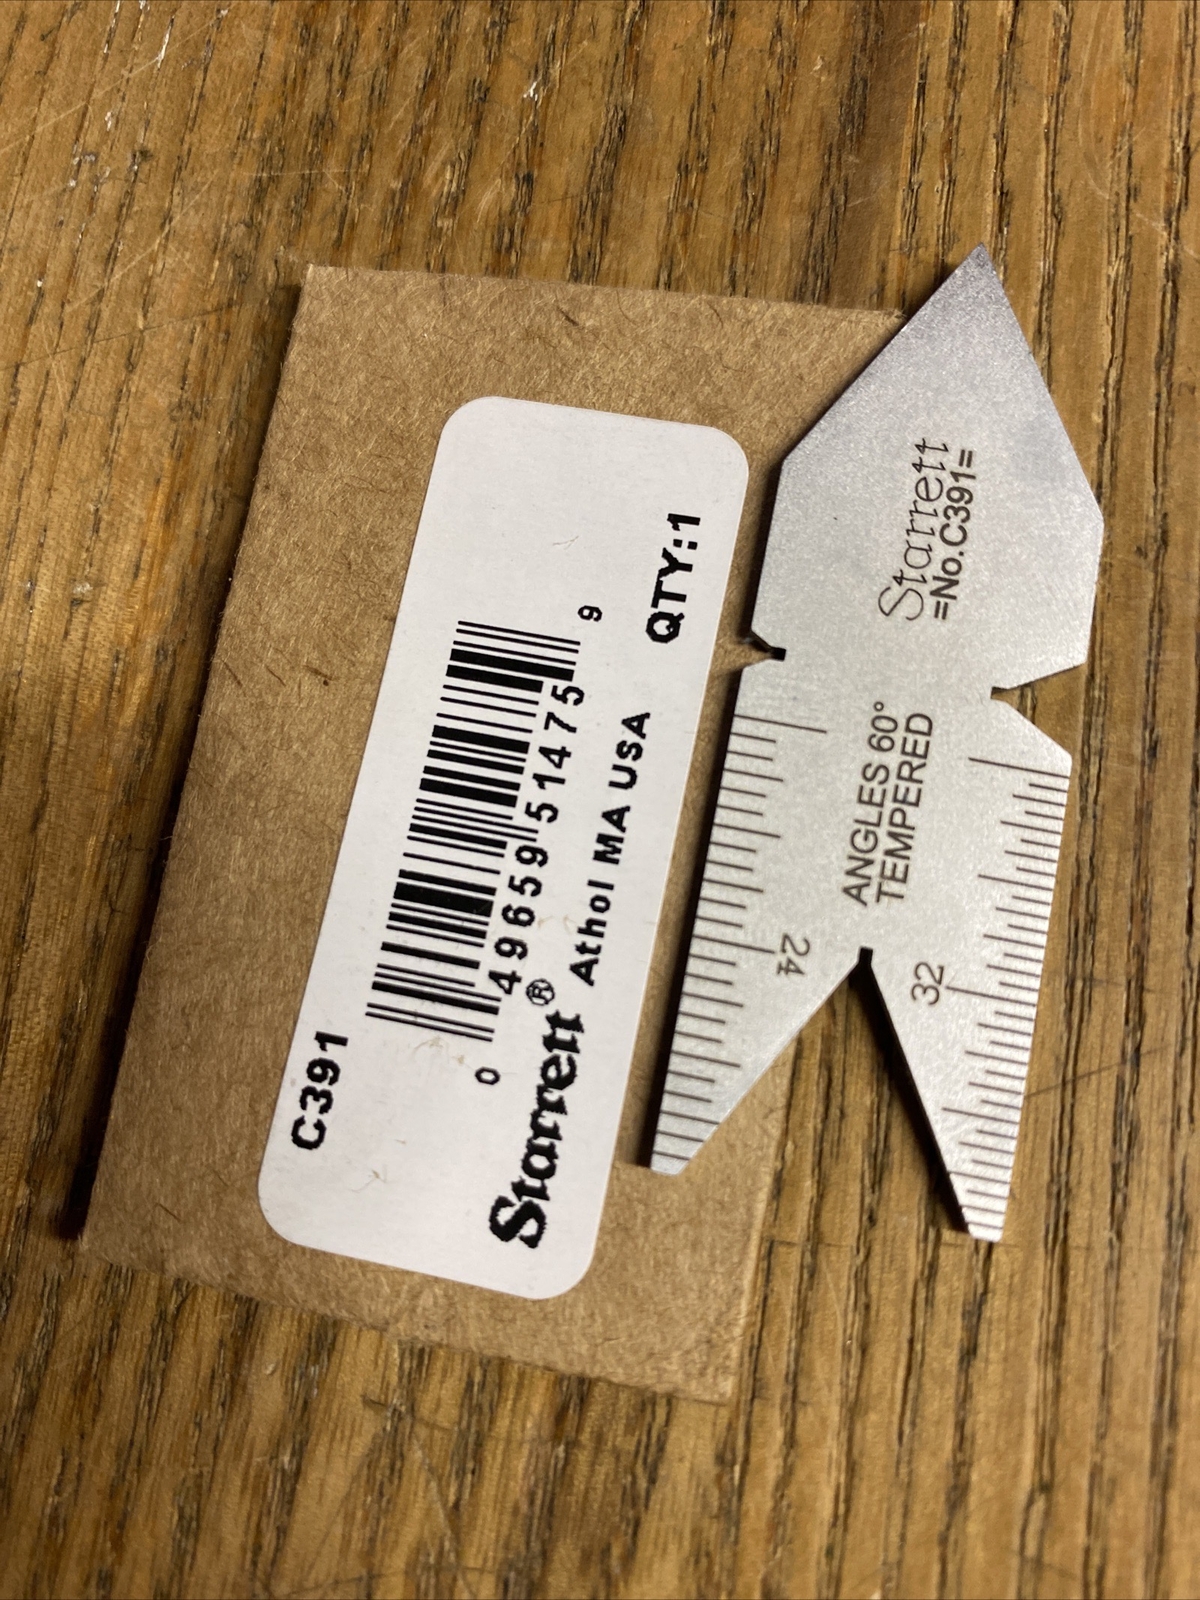 C391
0 49659 51475 9
Starrett® Athol MA USA QTY:1
Starrett
=No.C391=
ANGLES 60°
TEMPERED
24
32